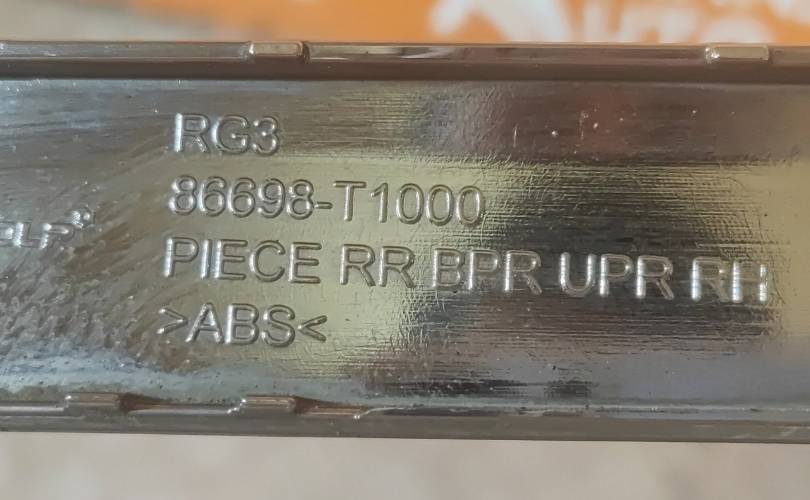 RG3
86698-T1000
PIECE RR BPR UPR RH
>ABS<